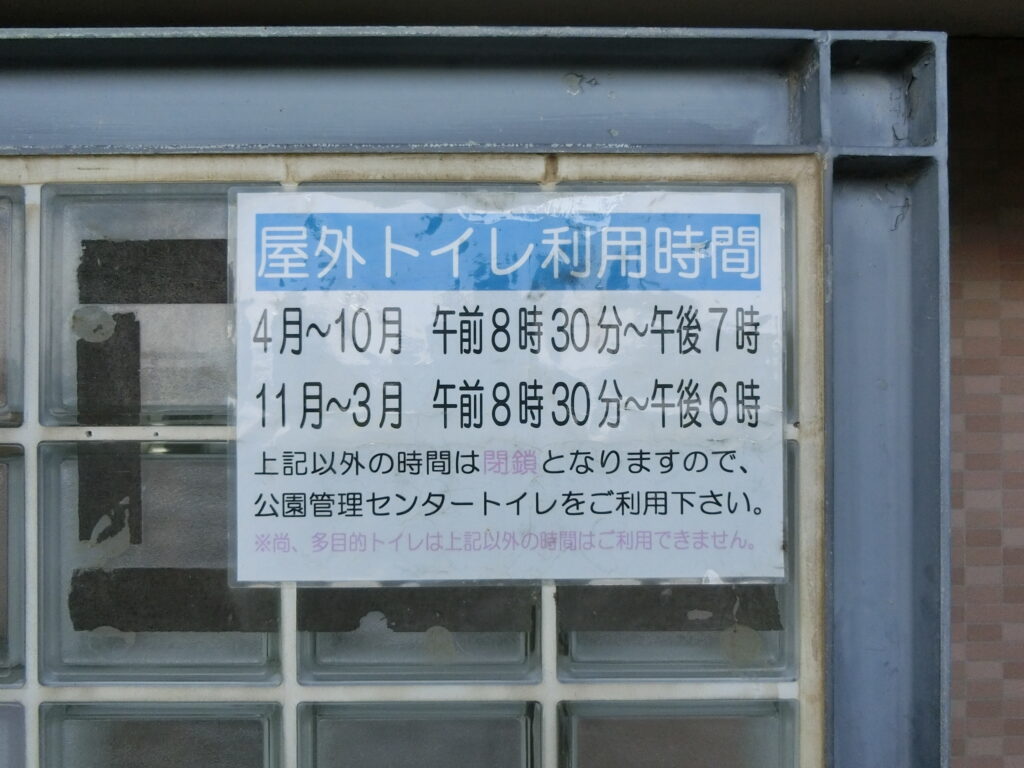 屋外トイレ利用時間
4月～10月 午前8時30分～午後7時
11月～3月 午前8時30分～午後6時
上記以外の時間は閉鎖となりますので、
公園管理センタートイレをご利用下さい。
※尚、多目的トイレは上記以外の時間はご利用できません。